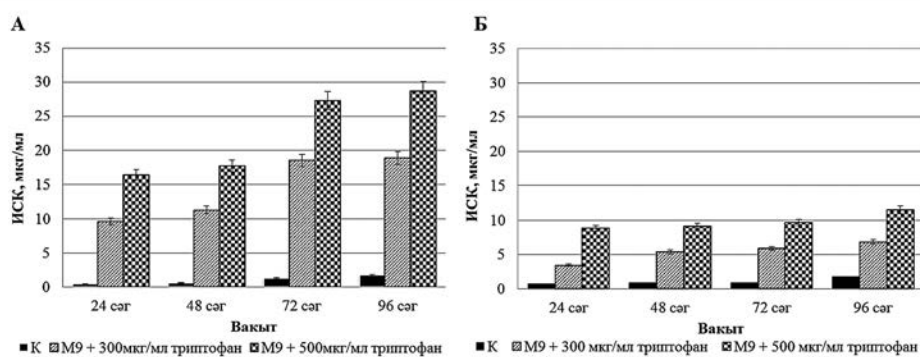 А
ИСК, мкг/мл
35
30
25
20
15
10
5
0
24 сәг 48 сәг 72 сәг 96 сәг
Вакыт
К М9 + 300мкг/мл триптофан М9 + 500мкг/мл триптофан
Б
ИСК, мкг/мл
35
30
25
20
15
10
5
0
24 сәг 48 сәг 72 сәг 96 сәг
Вакыт
К М9 + 300 мкг/мл триптофан М9 + 500 мкг/мл триптофан